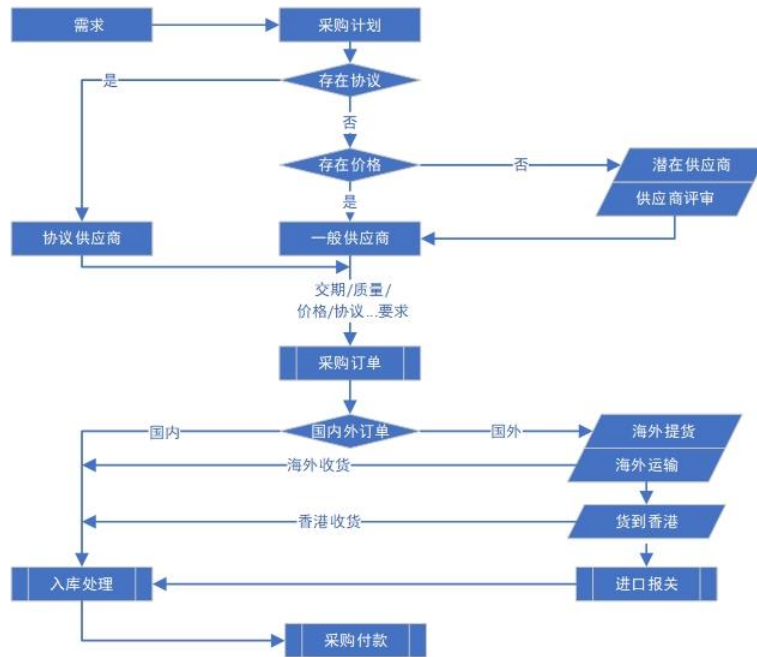 需求
采购计划
存在协议
是
否
存在价格
否
潜在供应商
供应商评审
是
协议供应商
一般供应商
交期/质量/
价格/协议...要求
采购订单
国内
国内外订单
国外
海外提货
海外收货
海外运输
香港收货
货到香港
入库处理
进口报关
采购付款